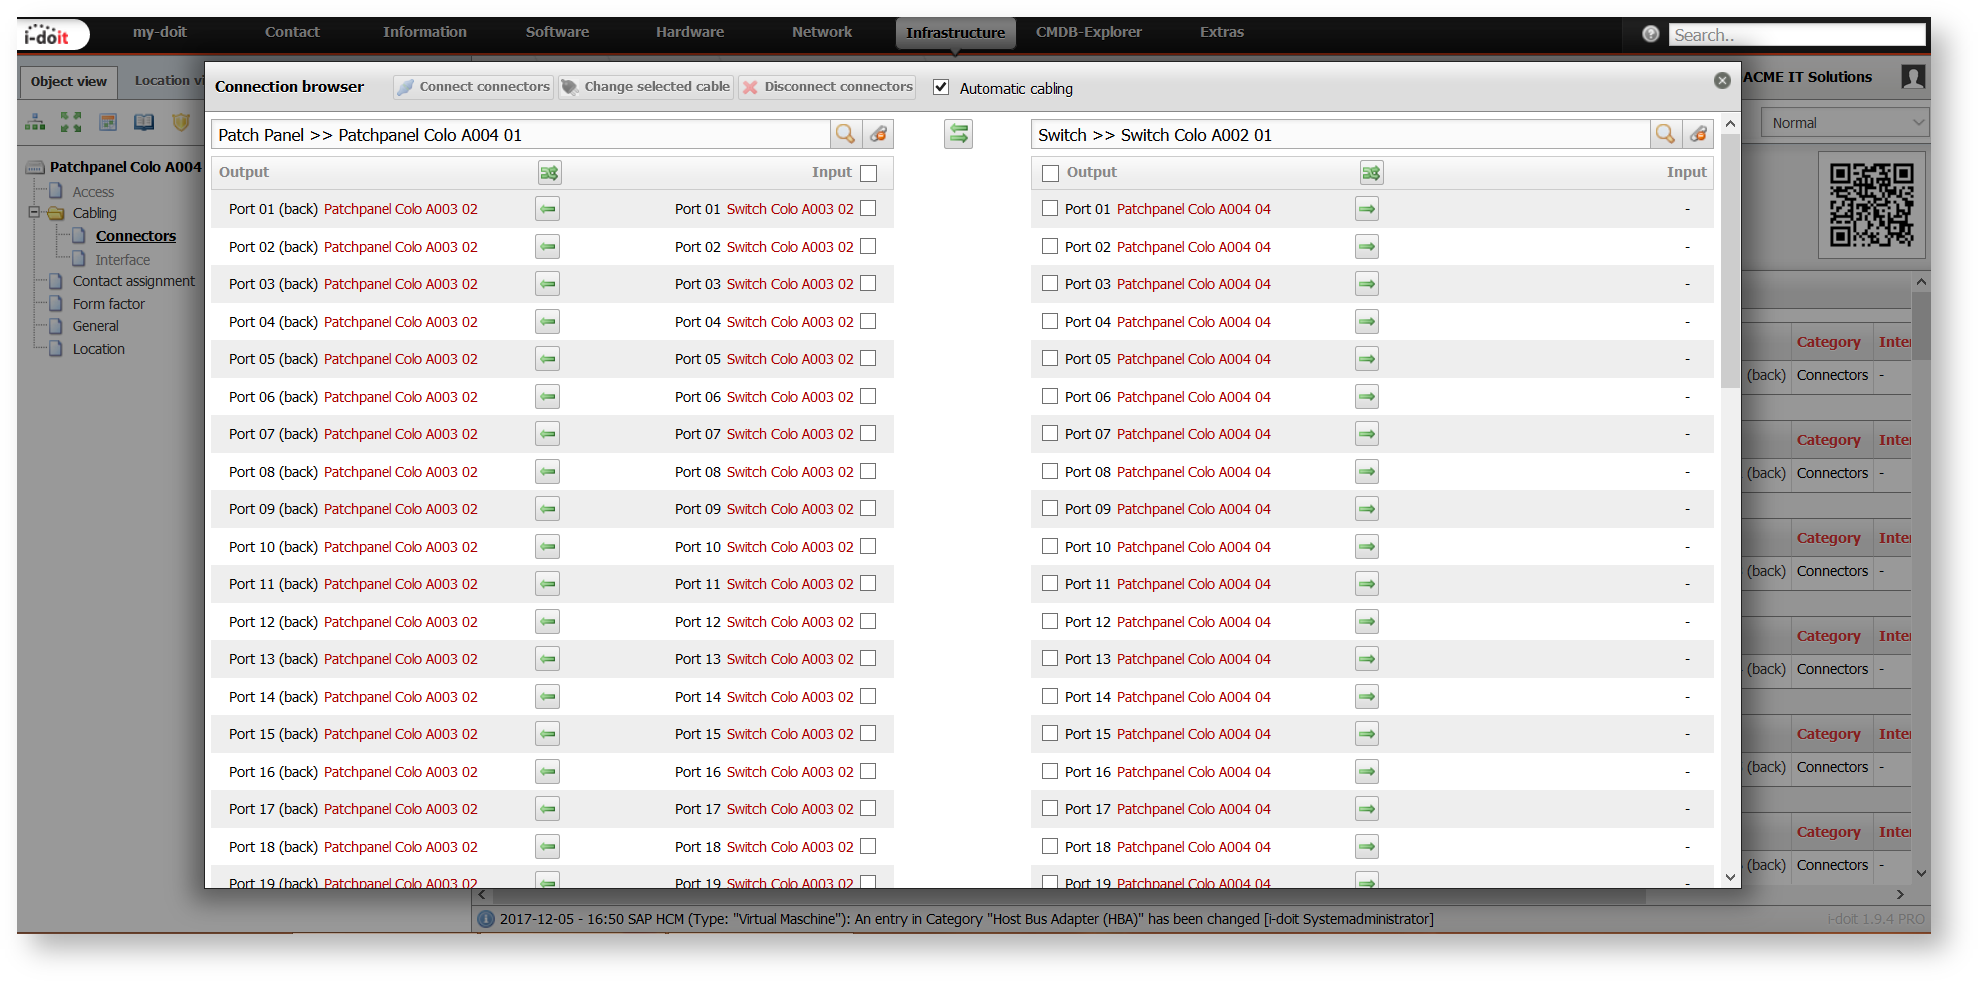 i-doit my-doit Contact Information Software Hardware Network Infrastructure CMDB-Explorer Extras Search..
Object view Location vi
Connection browser Connect connectors Change selected cable Disconnect connectors Automatic cabling
ACME IT Solutions
Normal
Patchpanel Colo A004
Access
Cabling
Connectors
Interface
Contact assignment
Form factor
General
Location
Patch Panel >> Patchpanel Colo A004 01
Switch >> Switch Colo A002 01
Output Input Output Input
Port 01 (back) Patchpanel Colo A003 02 Port 01 Switch Colo A003 02 Port 01 Patchpanel Colo A004 04 -
Port 02 (back) Patchpanel Colo A003 02 Port 02 Switch Colo A003 02 Port 02 Patchpanel Colo A004 04 -
Port 03 (back) Patchpanel Colo A003 02 Port 03 Switch Colo A003 02 Port 03 Patchpanel Colo A004 04 -
Port 04 (back) Patchpanel Colo A003 02 Port 04 Switch Colo A003 02 Port 04 Patchpanel Colo A004 04 -
Port 05 (back) Patchpanel Colo A003 02 Port 05 Switch Colo A003 02 Port 05 Patchpanel Colo A004 04 -
Port 06 (back) Patchpanel Colo A003 02 Port 06 Switch Colo A003 02 Port 06 Patchpanel Colo A004 04 -
Port 07 (back) Patchpanel Colo A003 02 Port 07 Switch Colo A003 02 Port 07 Patchpanel Colo A004 04 -
Port 08 (back) Patchpanel Colo A003 02 Port 08 Switch Colo A003 02 Port 08 Patchpanel Colo A004 04 -
Port 09 (back) Patchpanel Colo A003 02 Port 09 Switch Colo A003 02 Port 09 Patchpanel Colo A004 04 -
Port 10 (back) Patchpanel Colo A003 02 Port 10 Switch Colo A003 02 Port 10 Patchpanel Colo A004 04 -
Port 11 (back) Patchpanel Colo A003 02 Port 11 Switch Colo A003 02 Port 11 Patchpanel Colo A004 04 -
Port 12 (back) Patchpanel Colo A003 02 Port 12 Switch Colo A003 02 Port 12 Patchpanel Colo A004 04 -
Port 13 (back) Patchpanel Colo A003 02 Port 13 Switch Colo A003 02 Port 13 Patchpanel Colo A004 04 -
Port 14 (back) Patchpanel Colo A003 02 Port 14 Switch Colo A003 02 Port 14 Patchpanel Colo A004 04 -
Port 15 (back) Patchpanel Colo A003 02 Port 15 Switch Colo A003 02 Port 15 Patchpanel Colo A004 04 -
Port 16 (back) Patchpanel Colo A003 02 Port 16 Switch Colo A003 02 Port 16 Patchpanel Colo A004 04 -
Port 17 (back) Patchpanel Colo A003 02 Port 17 Switch Colo A003 02 Port 17 Patchpanel Colo A004 04 -
Port 18 (back) Patchpanel Colo A003 02 Port 18 Switch Colo A003 02 Port 18 Patchpanel Colo A004 04 -
Port 19 (back) Patchpanel Colo A003 02 Port 19 Switch Colo A003 02 Port 19 Patchpanel Colo A004 04
Category Inte
(back) Connectors -
Category Inte
(back) Connectors -
Category Inte
(back) Connectors -
Category Inte
(back) Connectors -
Category Inte
(back) Connectors -
Category Inte
(back) Connectors -
2017-12-05 - 16:50 SAP HCM (Type: "Virtual Maschine"): An entry in Category "Host Bus Adapter (HBA)" has been changed [i-doit Systemadministrator]
i-doit 1.9.4 PRO